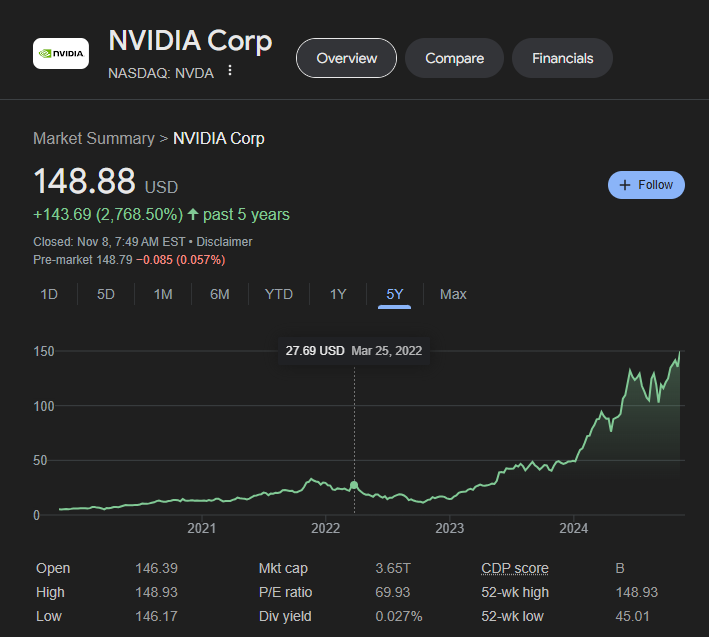 NVIDIA
NVIDIA Corp
NASDAQ: NVDA
Overview
Compare
Financials
Market Summary > NVIDIA Corp
148.88 USD
+ Follow
+143.69 (2,768.50%) ↑ past 5 years
Closed: Nov 8, 7:49 AM EST • Disclaimer
Pre-market 148.79 −0.085 (0.057%)
1D 5D 1M 6M YTD 1Y 5Y Max
27.69 USD Mar 25, 2022
150
100
50
0
2021 2022 2023 2024
Open 146.39 Mkt cap 3.65T CDP score B
High 148.93 P/E ratio 69.93 52-wk high 148.93
Low 146.17 Div yield 0.027% 52-wk low 45.01